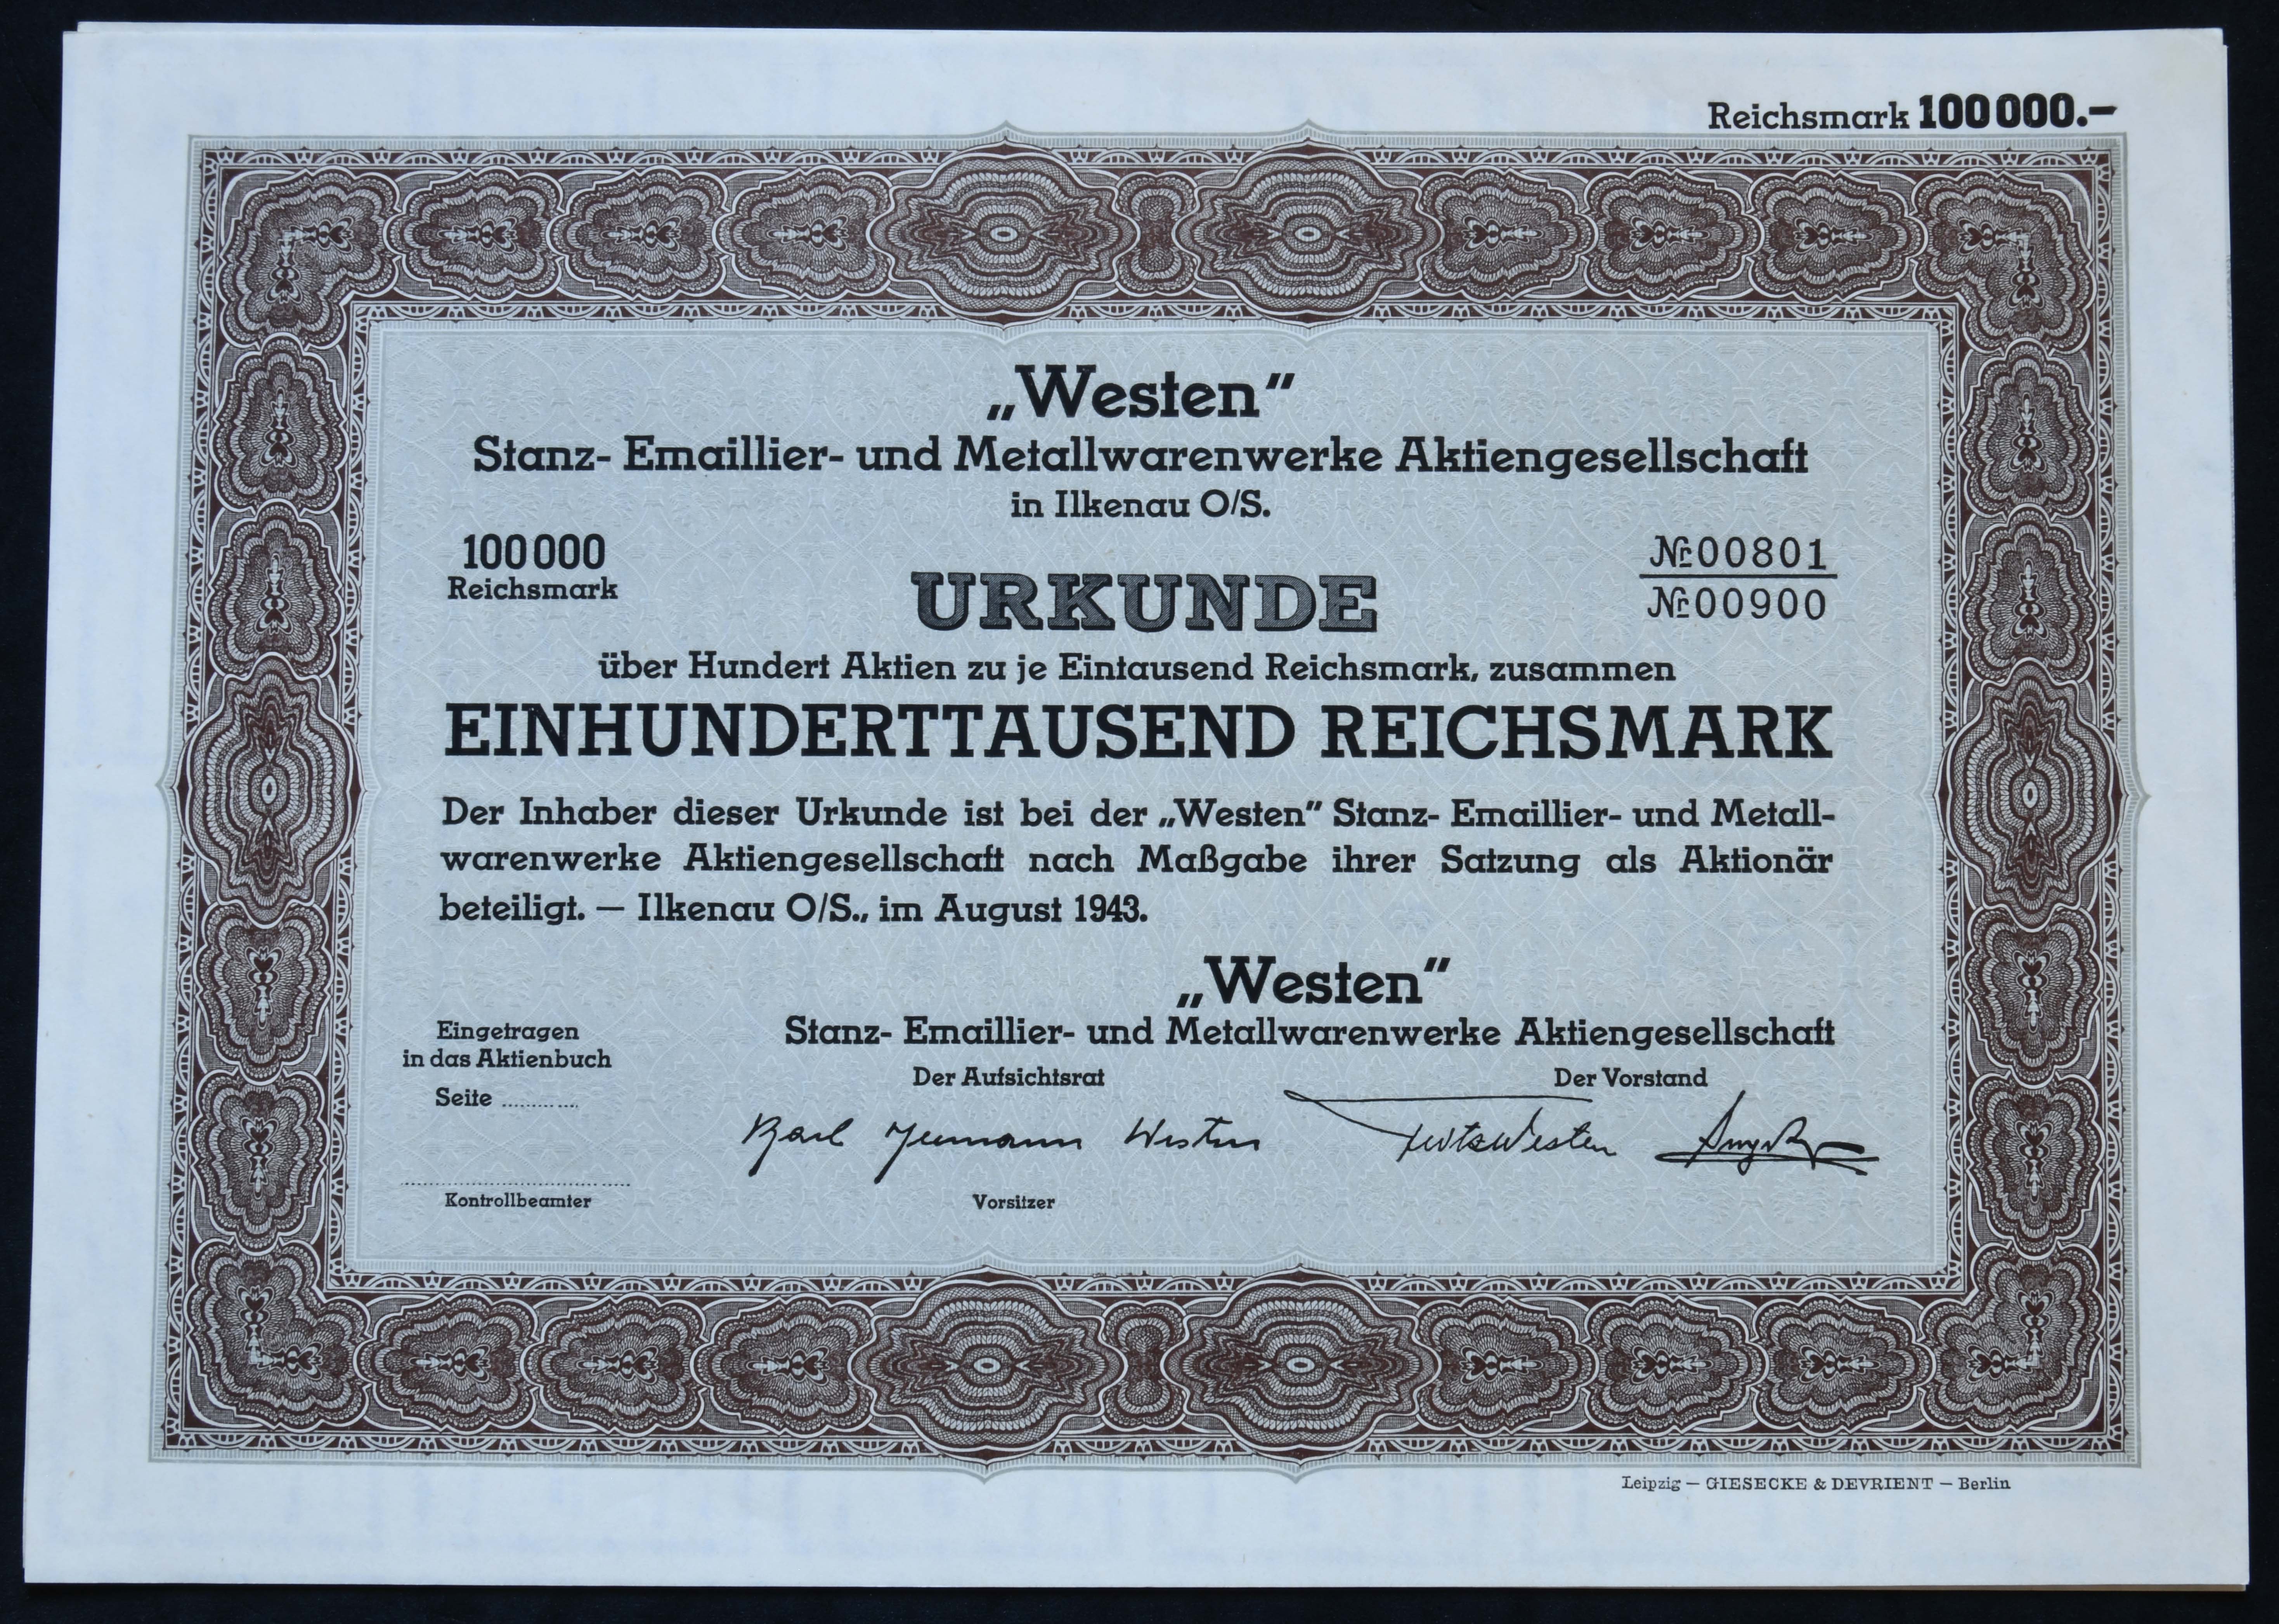 Reichsmark 100 000.–
„Westen“
Stanz- Emaillier- und Metallwarenwerke Aktiengesellschaft
in Ilkenau O/S.
100 000
Reichsmark
№ 00801
№ 00900
URKUNDE
über Hundert Aktien zu je Eintausend Reichsmark, zusammen
EINHUNDERTTAUSEND REICHSMARK
Der Inhaber dieser Urkunde ist bei der „Westen“ Stanz- Emaillier- und Metall-
warenwerke Aktiengesellschaft nach Maßgabe ihrer Satzung als Aktionär
beteiligt. — Ilkenau O/S., im August 1943.
„Westen“
Stanz- Emaillier- und Metallwarenwerke Aktiengesellschaft
Eingetragen
in das Aktienbuch
Seite ............
Der Aufsichtsrat
Der Vorstand
Karl Westen
Fritz Westen
Kontrollbeamter
Vorsitzer
Leipzig — GIESECKE & DEVRIENT — Berlin